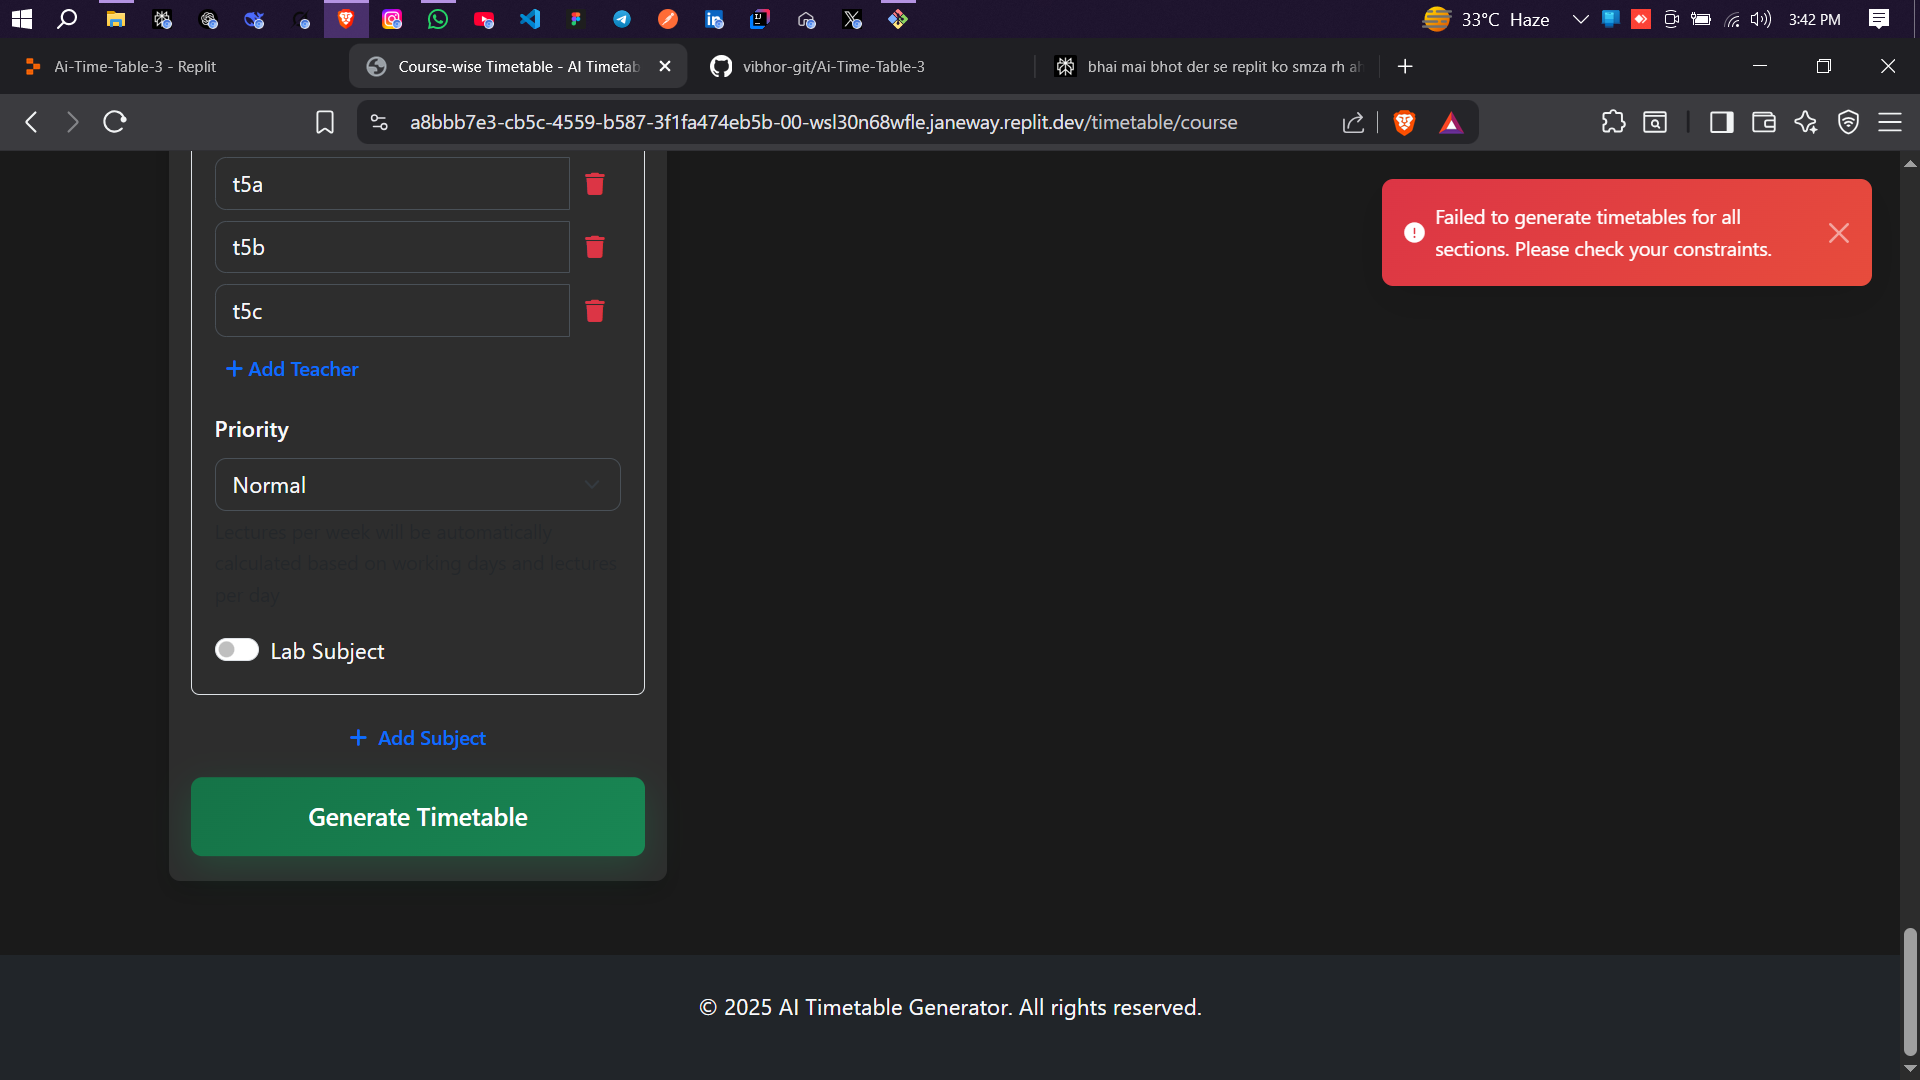 33°C Haze
3:42 PM
Ai-Time-Table-3 - Replit
Course-wise Timetable - AI Timetab
vibhor-git/Ai-Time-Table-3
bhai mai bhot der se replit ko smza rh ah
a8bbb7e3-cb5c-4559-b587-3f1fa474eb5b-00-wsl30n68wfle.janeway.replit.dev/timetable/course
Failed to generate timetables for all
sections. Please check your constraints.
t5a
t5b
t5c
+ Add Teacher
Priority
Normal
Lectures per week will be automatically
calculated based on working days and lectures
per day
Lab Subject
+ Add Subject
Generate Timetable
© 2025 AI Timetable Generator. All rights reserved.